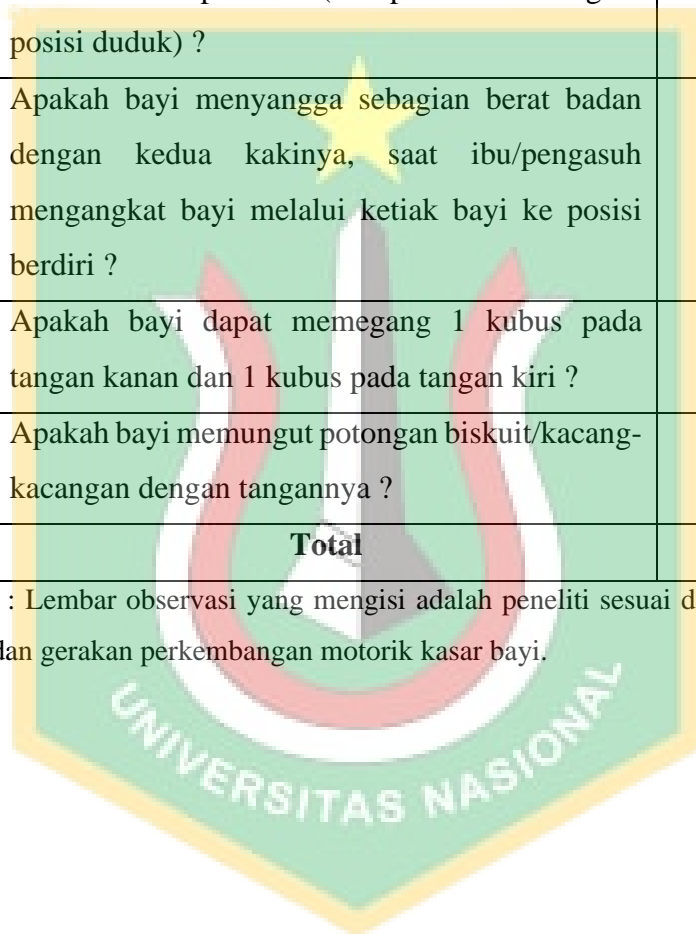 posisi duduk) ?
Apakah bayi menyangga sebagian berat badan
dengan kedua kakinya, saat ibu/pengasuh
mengangkat bayi melalui ketiak bayi ke posisi
berdiri ?
Apakah bayi dapat memegang 1 kubus pada
tangan kanan dan 1 kubus pada tangan kiri ?
Apakah bayi memungut potongan biskuit/kacang-
kacangan dengan tangannya ?
Total
: Lembar observasi yang mengisi adalah peneliti sesuai d
dan gerakan perkembangan motorik kasar bayi.
UNIVERSITAS NASIONAL